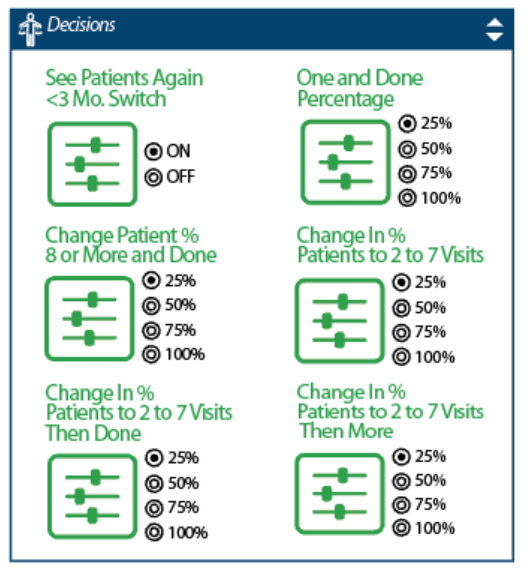 Decisions
See Patients Again
<3 Mo. Switch
ON
OFF
One and Done
Percentage
25%
50%
75%
100%
Change Patient %
8 or More and Done
25%
50%
75%
100%
Change In %
Patients to 2 to 7 Visits
25%
50%
75%
100%
Change In %
Patients to 2 to 7 Visits
Then Done
25%
50%
75%
100%
Change In %
Patients to 2 to 7 Visits
Then More
25%
50%
75%
100%